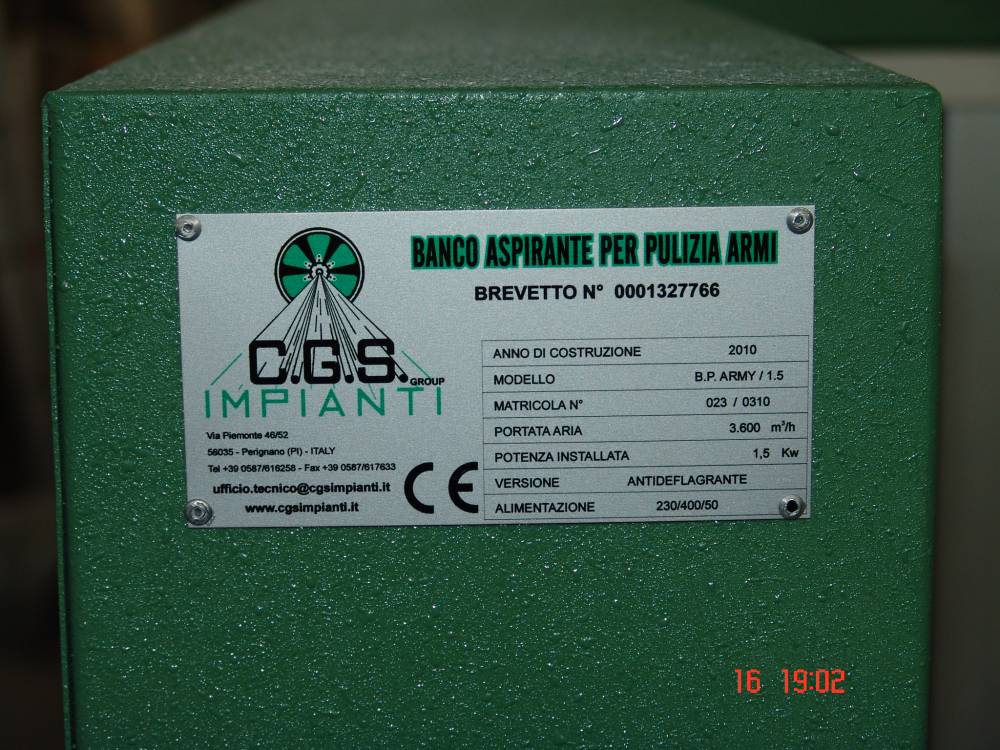 BANCO ASPIRANTE PER PULIZIA ARMI
BREVETTO N° 0001327766
C.G.S. GROUP
IMPIANTI
Via Piemonte 46/52
56035 - Perignano (PI) - ITALY
Tel +39 0587/616258 - Fax +39 0587/617633
ufficio.tecnico@cgsimpianti.it
www.cgsimpianti.it
CE
ANNO DI COSTRUZIONE 2010
MODELLO B.P. ARMY / 1.5
MATRICOLA N° 023 / 0310
PORTATA ARIA 3.600 m³/h
POTENZA INSTALLATA 1,5 Kw
VERSIONE ANTIDEFLAGRANTE
ALIMENTAZIONE 230/400/50
16 19:02